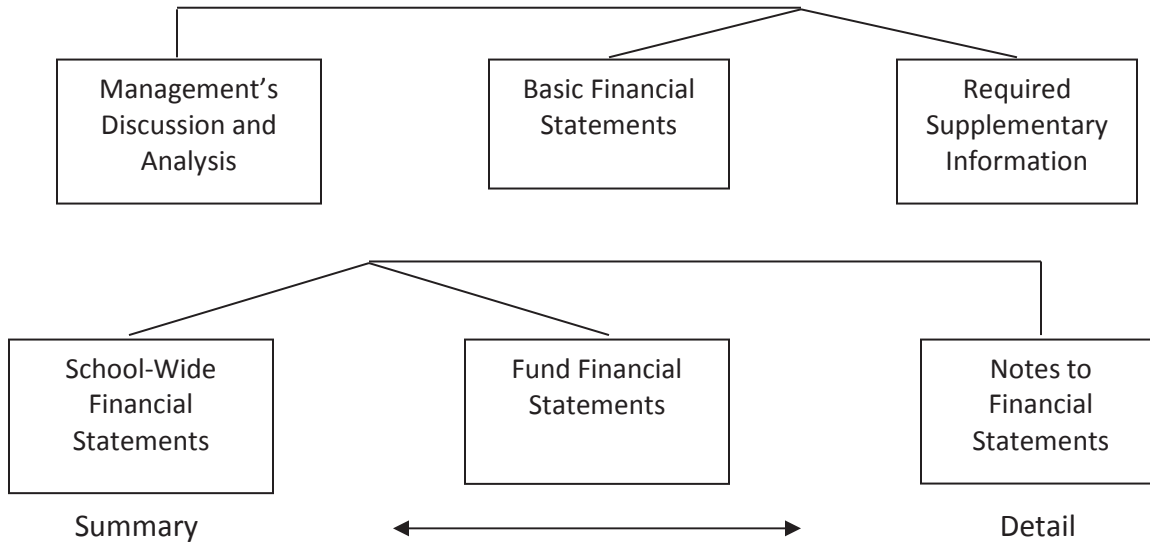 Management’s
Discussion and
Analysis
Basic Financial
Statements
Required
Supplementary
Information
School-Wide
Financial
Statements
Fund Financial
Statements
Notes to
Financial
Statements
Summary
Detail